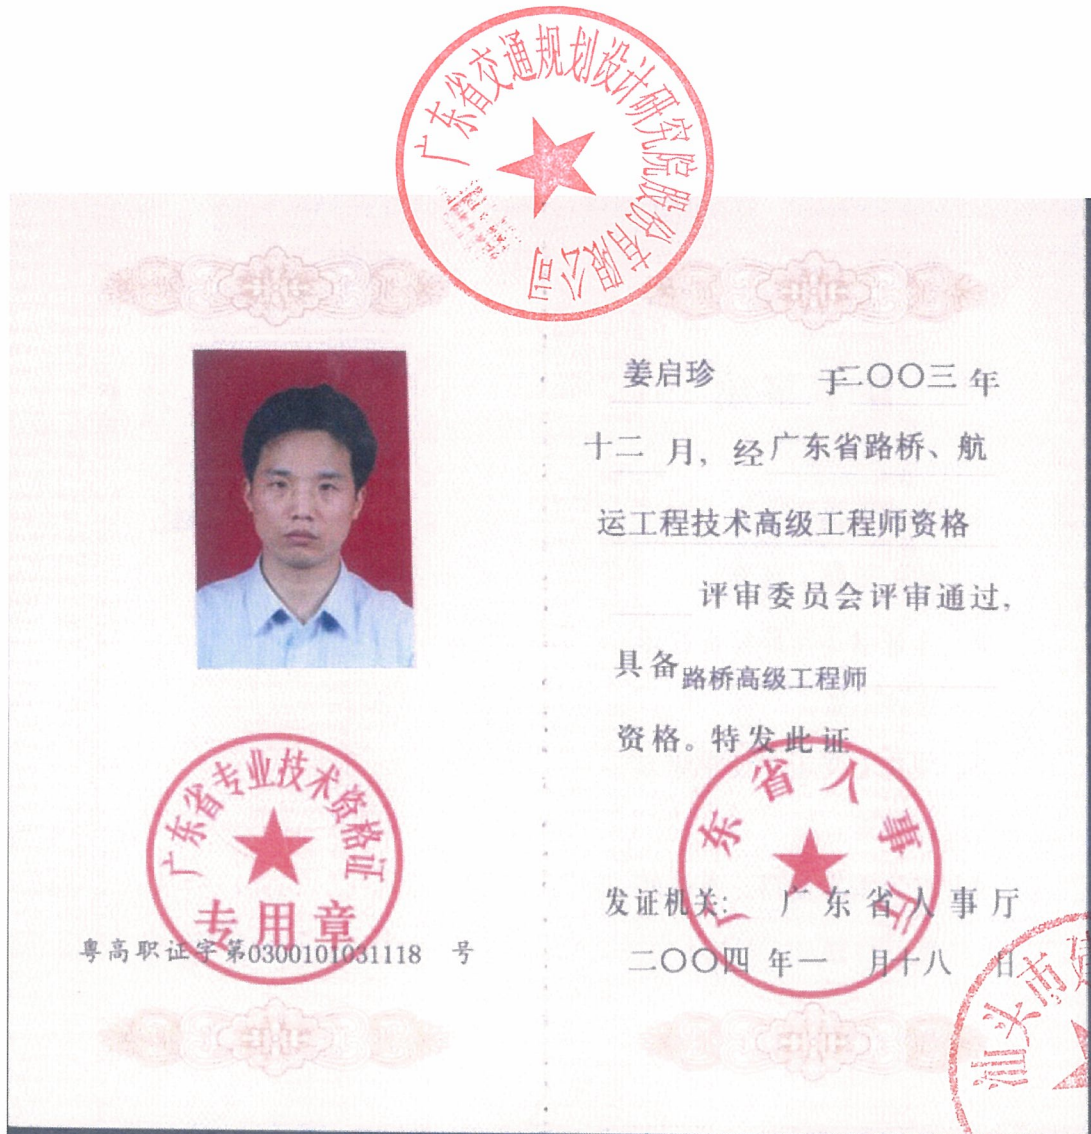 广东省交通规划设计研究院股份有限公司
姜启珍 于二〇〇三年
十二月，经广东省路桥、航
运工程技术高级工程师资格
评审委员会评审通过，
具备路桥高级工程师
资格。特发此证
广东省专业技术资格证
专用章
粤高职证字第0300101031118 号
广东省人事厅
发证机关： 广东省人事厅
二〇〇四年一 月十八 日
汕头市